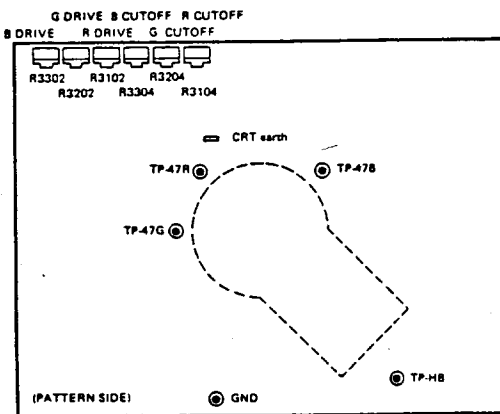 G DRIVE B CUTOFF R CUTOFF
B DRIVE R DRIVE G CUTOFF
R3302 R3102 R3204
R3202 R3304 R3104
CRT earth
TP-47R TP-47B
TP-47G
TP-HB
(PATTERN SIDE) GND